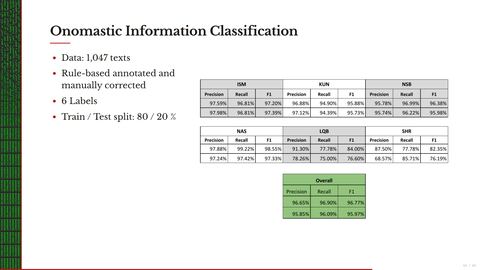 Onomastic Information Classification
• Data: 1,047 texts
• Rule-based annotated and
manually corrected
• 6 Labels
• Train / Test split: 80 / 20 %
ISM KUN NSB
Precision Recall F1 Precision Recall F1 Precision Recall F1
97.59% 96.81% 97.20% 96.88% 94.90% 95.88% 95.78% 96.99% 96.38%
97.98% 96.81% 97.39% 97.12% 94.39% 95.73% 95.74% 96.22% 95.98%
NAS LQB SHR
Precision Recall F1 Precision Recall F1 Precision Recall F1
97.88% 99.22% 98.55% 91.30% 77.78% 84.00% 87.50% 77.78% 82.35%
97.24% 97.42% 97.33% 78.26% 75.00% 76.60% 68.57% 85.71% 76.19%
Overall
Precision Recall F1
96.65% 96.90% 96.77%
95.85% 96.09% 95.97%